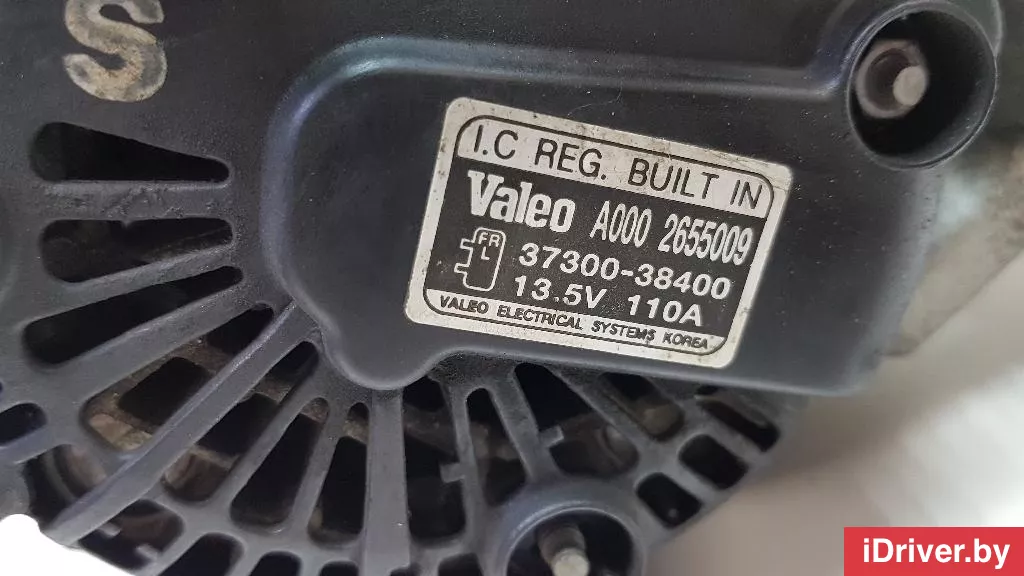 S
I.C REG. BUILT IN
Valeo A000 2655009
FR
L
37300-38400
13.5V 110A
VALEO ELECTRICAL SYSTEMS KOREA
iDriver.by